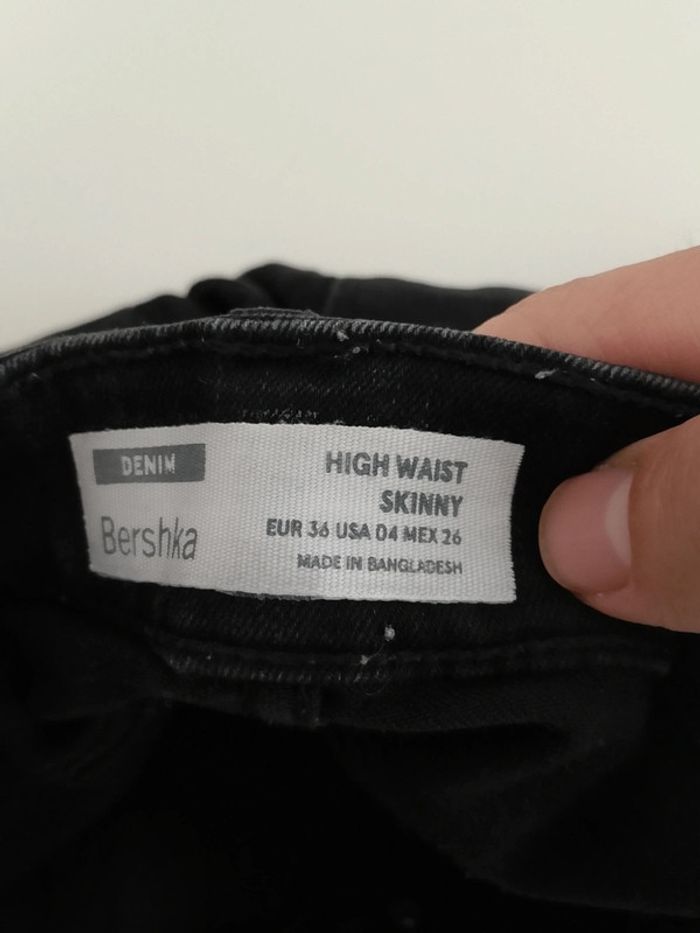 DENIM
Bershka
HIGH WAIST
SKINNY
EUR 36 USA 04 MEX 26
MADE IN BANGLADESH